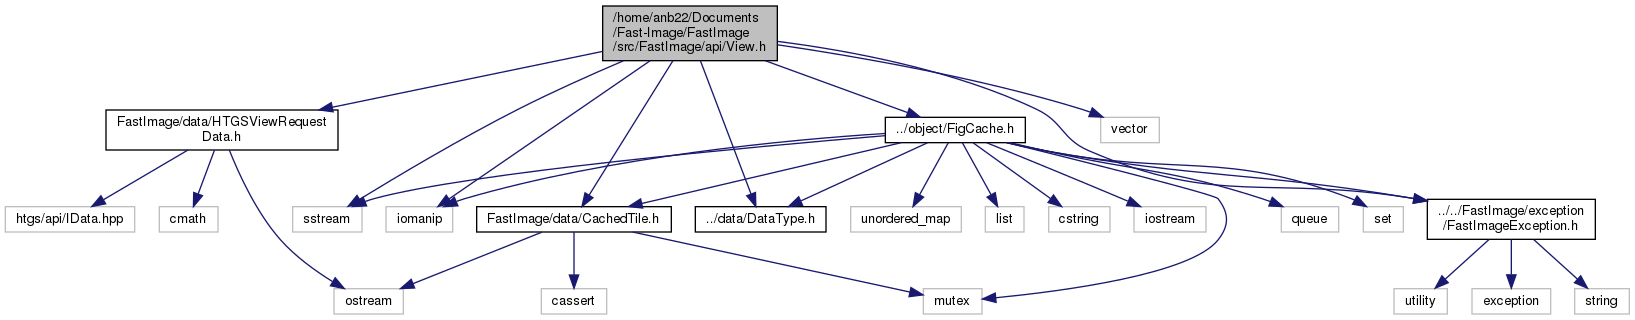 /home/anb22/Documents
/Fast-Image/FastImage
/src/FastImage/api/View.h
FastImage/data/HTGSViewRequest
Data.h
../object/FigCache.h
vector
htgs/api/IData.hpp
cmath
sstream
iomanip
FastImage/data/CachedTile.h
../data/DataType.h
unordered_map
list
cstring
iostream
queue
set
../../FastImage/exception
/FastImageException.h
ostream
cassert
mutex
utility
exception
string